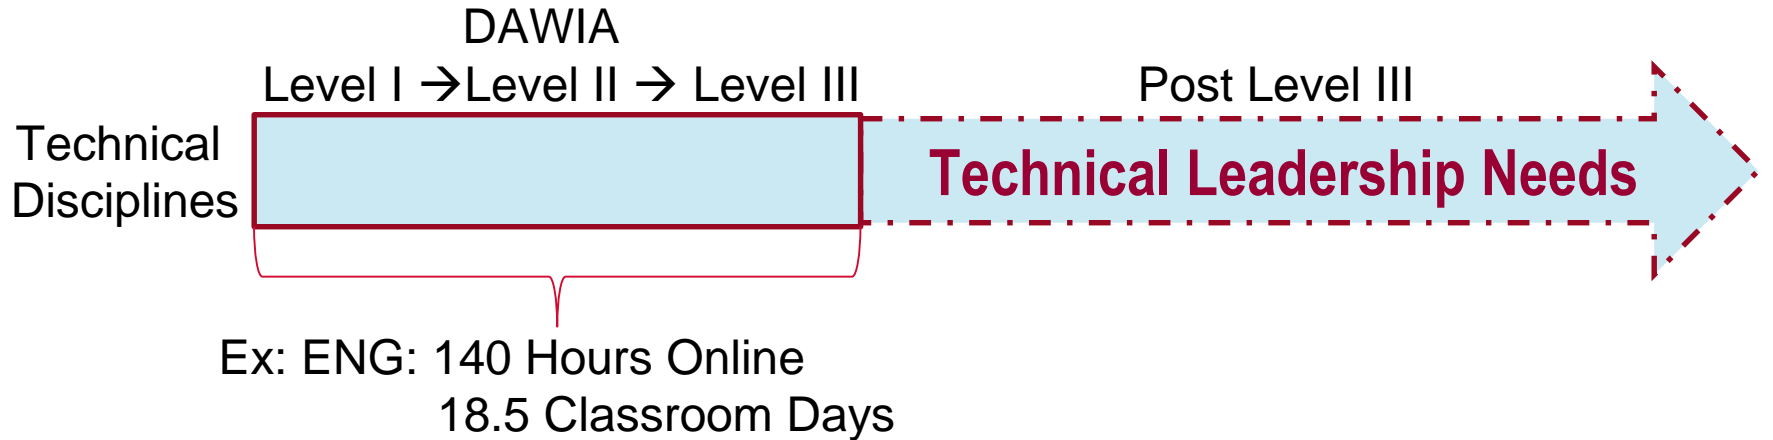 DAWIA
Level I →Level II → Level III
Post Level III
Technical
Disciplines
Technical Leadership Needs
Ex: ENG: 140 Hours Online
18.5 Classroom Days